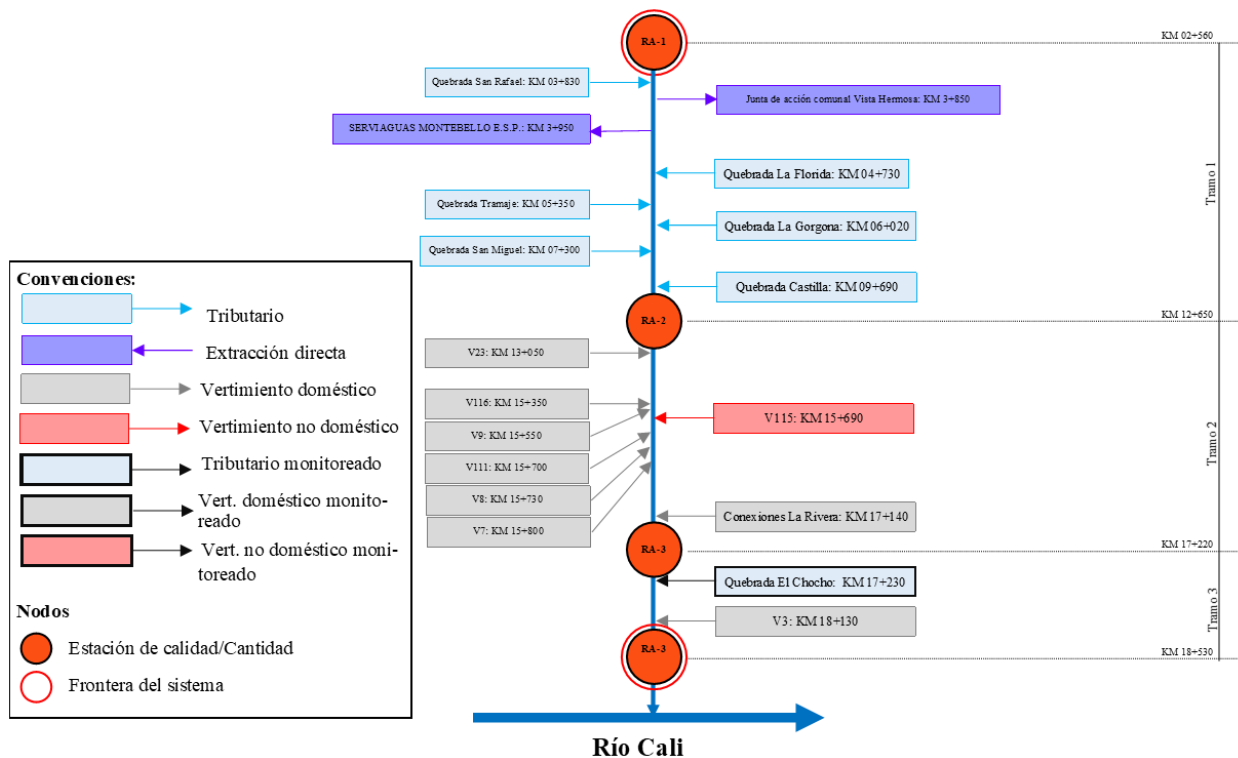 RA-1
KM 02+560
Quebrada San Rafael: KM 03+830
Junta de acción comunal Vista Hermosa: KM 3+850
SERVIAGUAS MONTEBELLO E.S.P.: KM 3+950
Quebrada La Florida: KM 04+730
Tramo 1
Quebrada Tramaje: KM 05+350
Quebrada La Gorgona: KM 06+020
Quebrada San Miguel: KM 07+300
Quebrada Castilla: KM 09+690
RA-2
KM 12+650
V23: KM 13+050
V116: KM 15+350
V115: KM 15+690
V9: KM 15+550
Tramo 2
V111: KM 15+700
V8: KM 15+730
V7: KM 15+800
Conexiones La Rivera: KM 17+140
RA-3
KM 17+220
Quebrada El Chocho: KM 17+230
Tramo 3
V3: KM 18+130
RA-3
KM 18+530
Río Cali
Convenciones:
Tributario
Extracción directa
Vertimiento doméstico
Vertimiento no doméstico
Tributario monitoreado
Vert. doméstico monito-
reado
Vert. no doméstico moni-
toreado
Nodos
Estación de calidad/Cantidad
Frontera del sistema